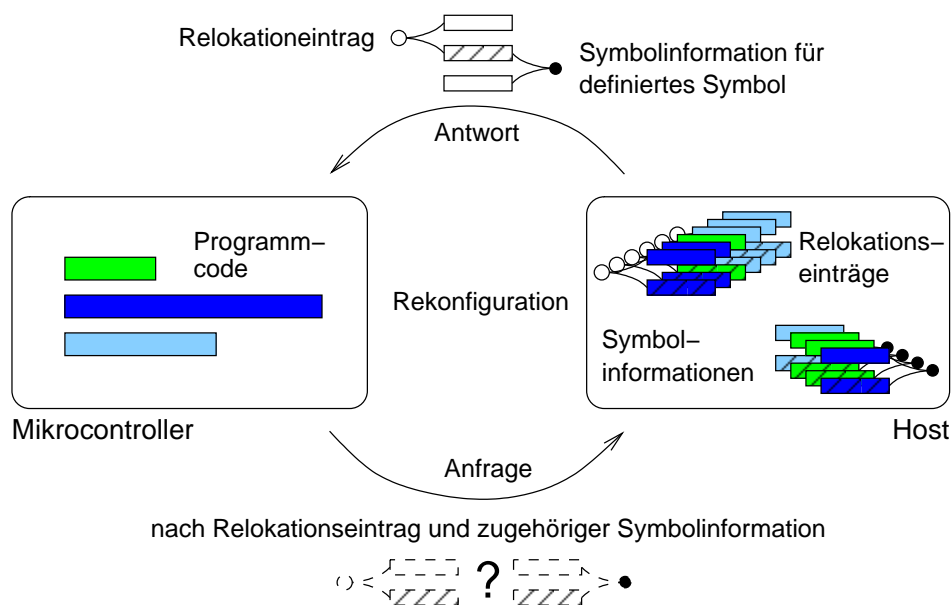 Relokationeintrag
Symbolinformation für
definiertes Symbol
Antwort
Programm–
code
Rekonfiguration
Relokations–
einträge
Symbol–
informationen
Mikrocontroller
Host
Anfrage
nach Relokationseintrag und zugehöriger Symbolinformation
?